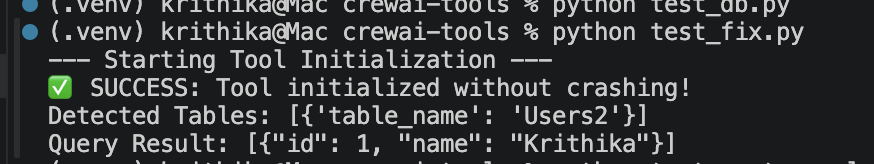 (.venv) krithika@Mac crewai-tools % python test_db.py
(.venv) krithika@Mac crewai-tools % python test_fix.py
--- Starting Tool Initialization ---
✅ SUCCESS: Tool initialized without crashing!
Detected Tables: [{'table_name': 'Users2'}]
Query Result: [{"id": 1, "name": "Krithika"}]